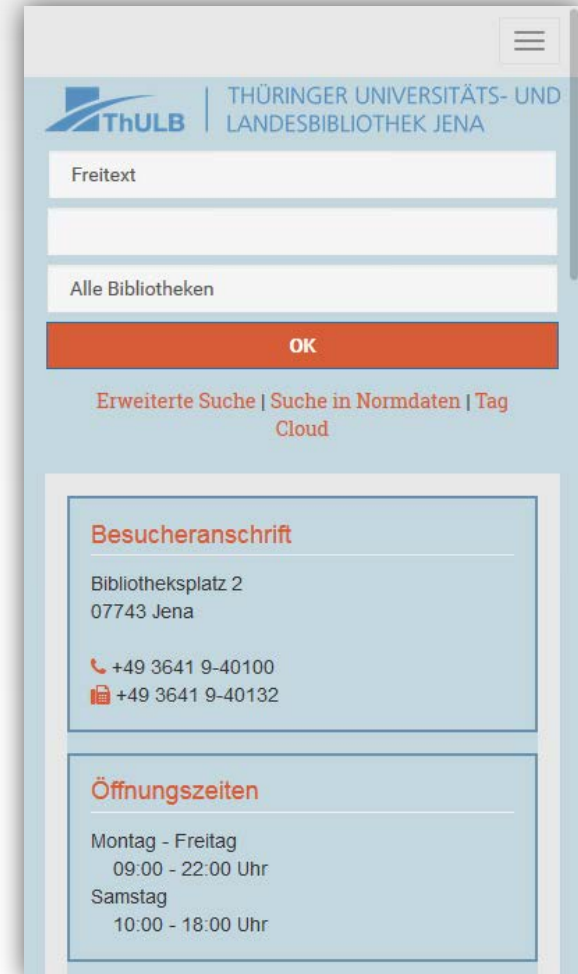 ThULB
THÜRINGER UNIVERSITÄTS- UND
LANDESBIBLIOTHEK JENA
Freitext
Alle Bibliotheken
OK
Erweiterte Suche | Suche in Normdaten | Tag
Cloud
Besucheranschrift
Bibliotheksplatz 2
07743 Jena
+49 3641 9-40100
+49 3641 9-40132
Öffnungszeiten
Montag - Freitag
09:00 - 22:00 Uhr
Samstag
10:00 - 18:00 Uhr